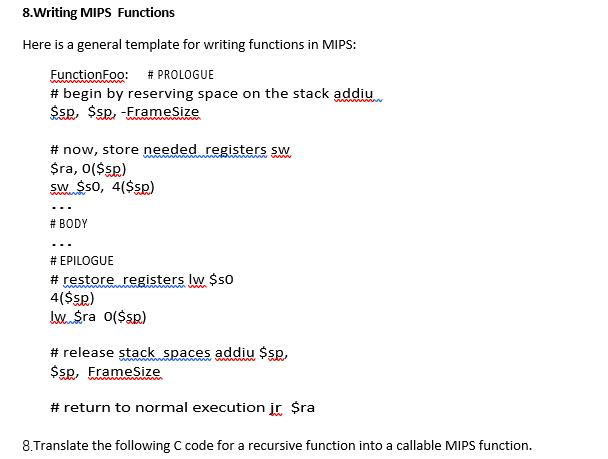 8.Writing MIPS Functions
Here is a general template for writing functions in MIPS:
FunctionFoo: # PROLOGUE
# begin by reserving space on the stack addiu
$sp, $sp, -FrameSize
# now, store needed registers sw
$ra, 0($sp)
sw $s0, 4($sp)
...
# BODY
...
# EPILOGUE
# restore registers lw $s0
4($sp)
lw $ra 0($sp)
# release stack spaces addiu $sp,
$sp, FrameSize
# return to normal execution jr $ra
8.Translate the following C code for a recursive function into a callable MIPS function.